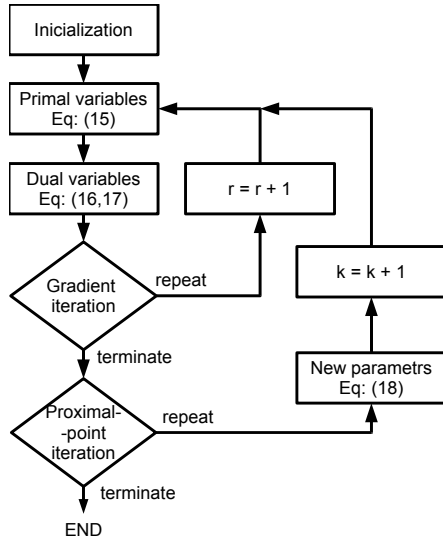 Inicialization
Primal variables
Eq: (15)
Dual variables
Eq: (16,17)
r = r + 1
Gradient
iteration
repeat
k = k + 1
terminate
New parametrs
Eq: (18)
Proximal-
-point
iteration
repeat
terminate
END